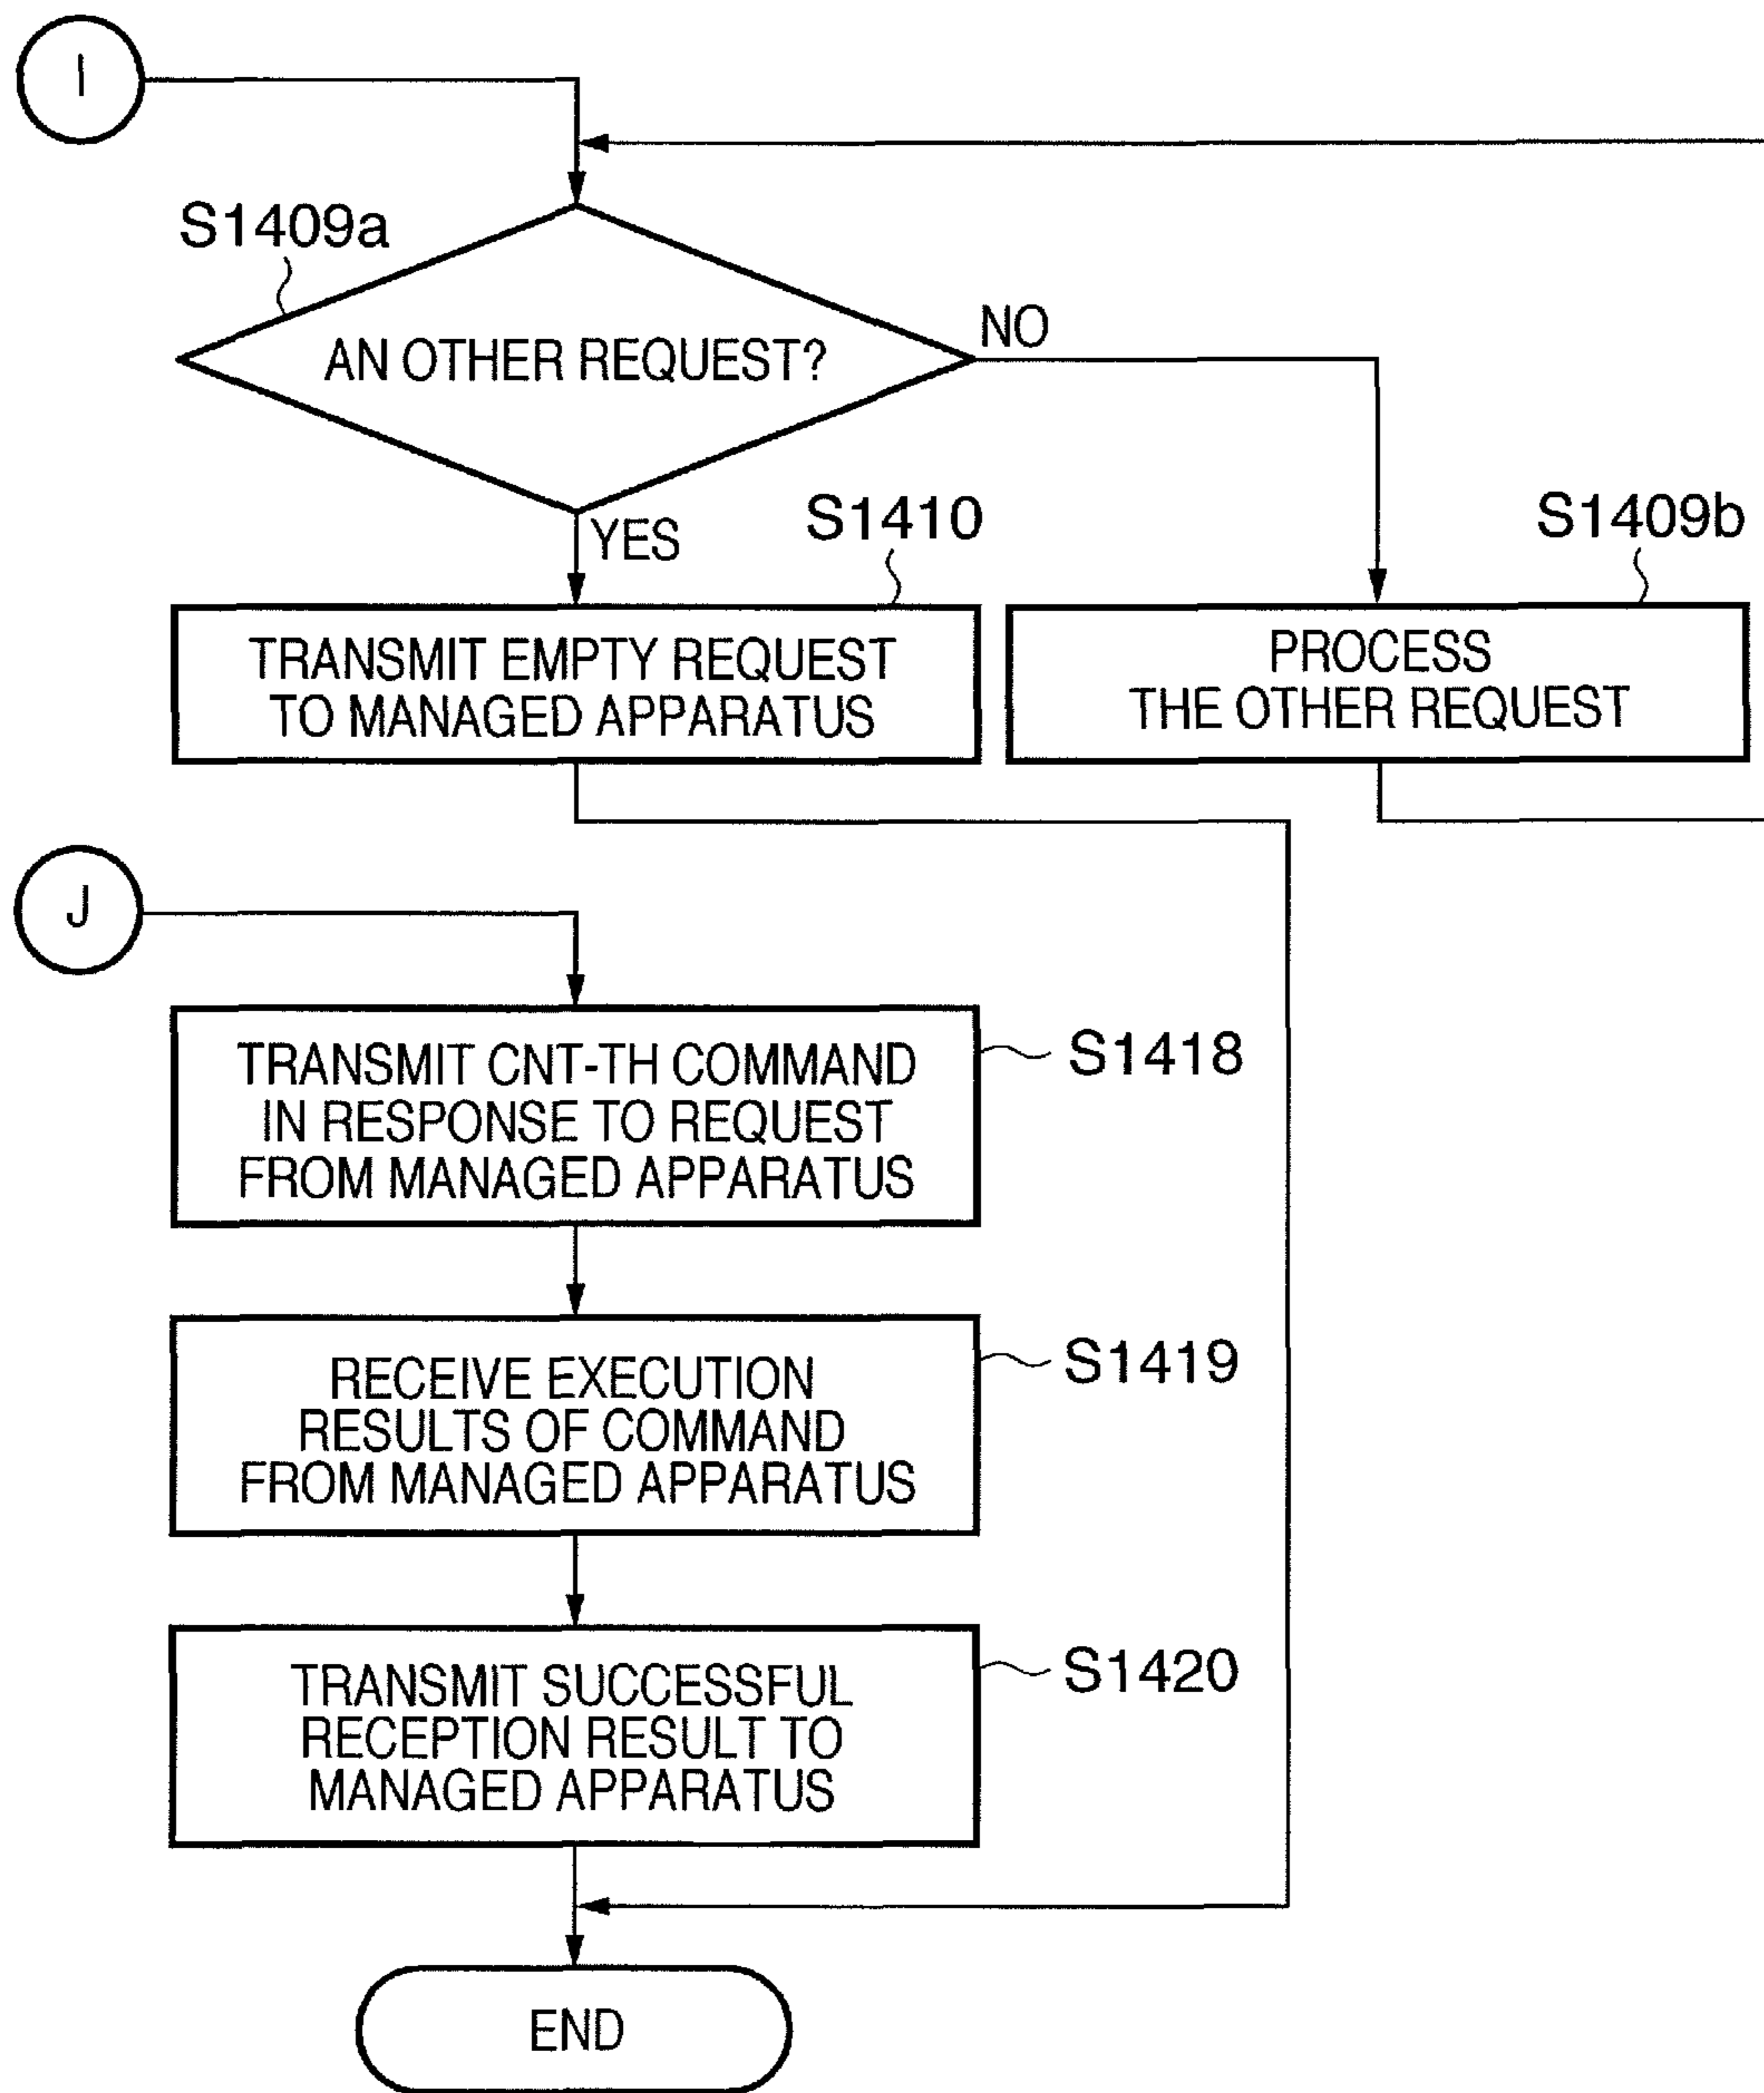 I
S1409a
AN OTHER REQUEST?
NO
YES
S1410
S1409b
TRANSMIT EMPTY REQUEST
TO MANAGED APPARATUS
PROCESS
THE OTHER REQUEST
J
TRANSMIT CNT-TH COMMAND
IN RESPONSE TO REQUEST
FROM MANAGED APPARATUS
S1418
RECEIVE EXECUTION
RESULTS OF COMMAND
FROM MANAGED APPARATUS
S1419
TRANSMIT SUCCESSFUL
RECEPTION RESULT TO
MANAGED APPARATUS
S1420
END